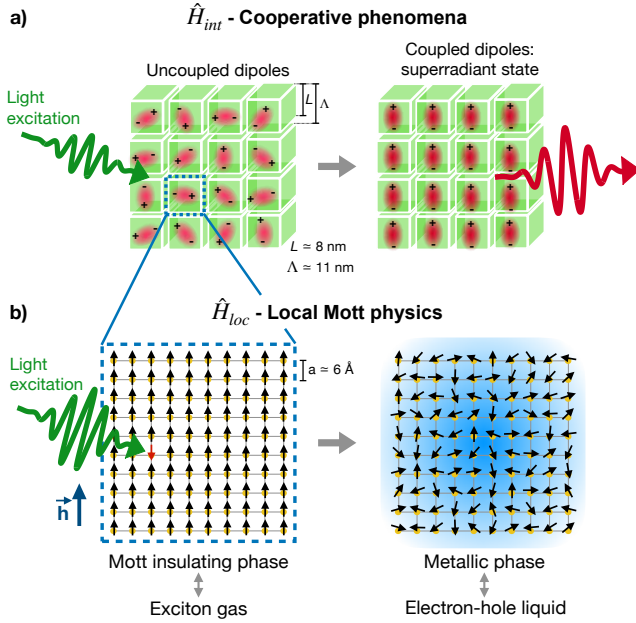 a) Ĥint - Cooperative phenomena
Uncoupled dipoles
Coupled dipoles:
superradiant state
Light
excitation
L Λ
L ≃ 8 nm
Λ ≃ 11 nm
b) Ĥloc - Local Mott physics
Light
excitation
a ≃ 6 Å
h
Mott insulating phase
Metallic phase
Exciton gas
Electron-hole liquid